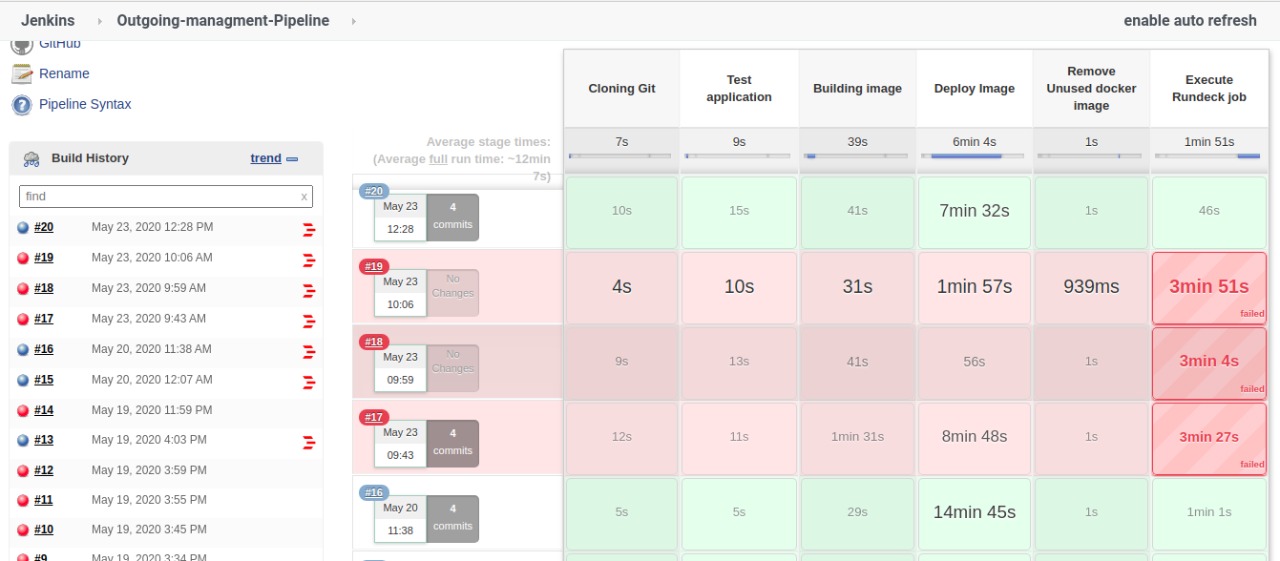 Jenkins
Outgoing-managment-Pipeline
enable auto refresh
GitHub
Rename
Pipeline Syntax
Build History
trend
find
x
#20 May 23, 2020 12:28 PM
#19 May 23, 2020 10:06 AM
#18 May 23, 2020 9:59 AM
#17 May 23, 2020 9:43 AM
#16 May 20, 2020 11:38 AM
#15 May 20, 2020 12:07 AM
#14 May 19, 2020 11:59 PM
#13 May 19, 2020 4:03 PM
#12 May 19, 2020 3:59 PM
#11 May 19, 2020 3:55 PM
#10 May 19, 2020 3:45 PM
#9 May 19, 2020 3:34 PM
Cloning Git
Test
application
Building image
Deploy Image
Remove
Unused docker
image
Execute
Rundeck job
Average stage times:
(Average full run time: ~12min
7s)
7s 9s 39s 6min 4s 1s 1min 51s
#20
May 23
12:28
4
commits
10s 15s 41s 7min 32s 1s 46s
#19
May 23
10:06
No
Changes
4s 10s 31s 1min 57s 939ms 3min 51s
failed
#18
May 23
09:59
No
Changes
9s 13s 41s 56s 1s 3min 4s
failed
#17
May 23
09:43
4
commits
12s 11s 1min 31s 8min 48s 1s 3min 27s
failed
#16
May 20
11:38
4
commits
5s 5s 29s 14min 45s 1s 1min 1s